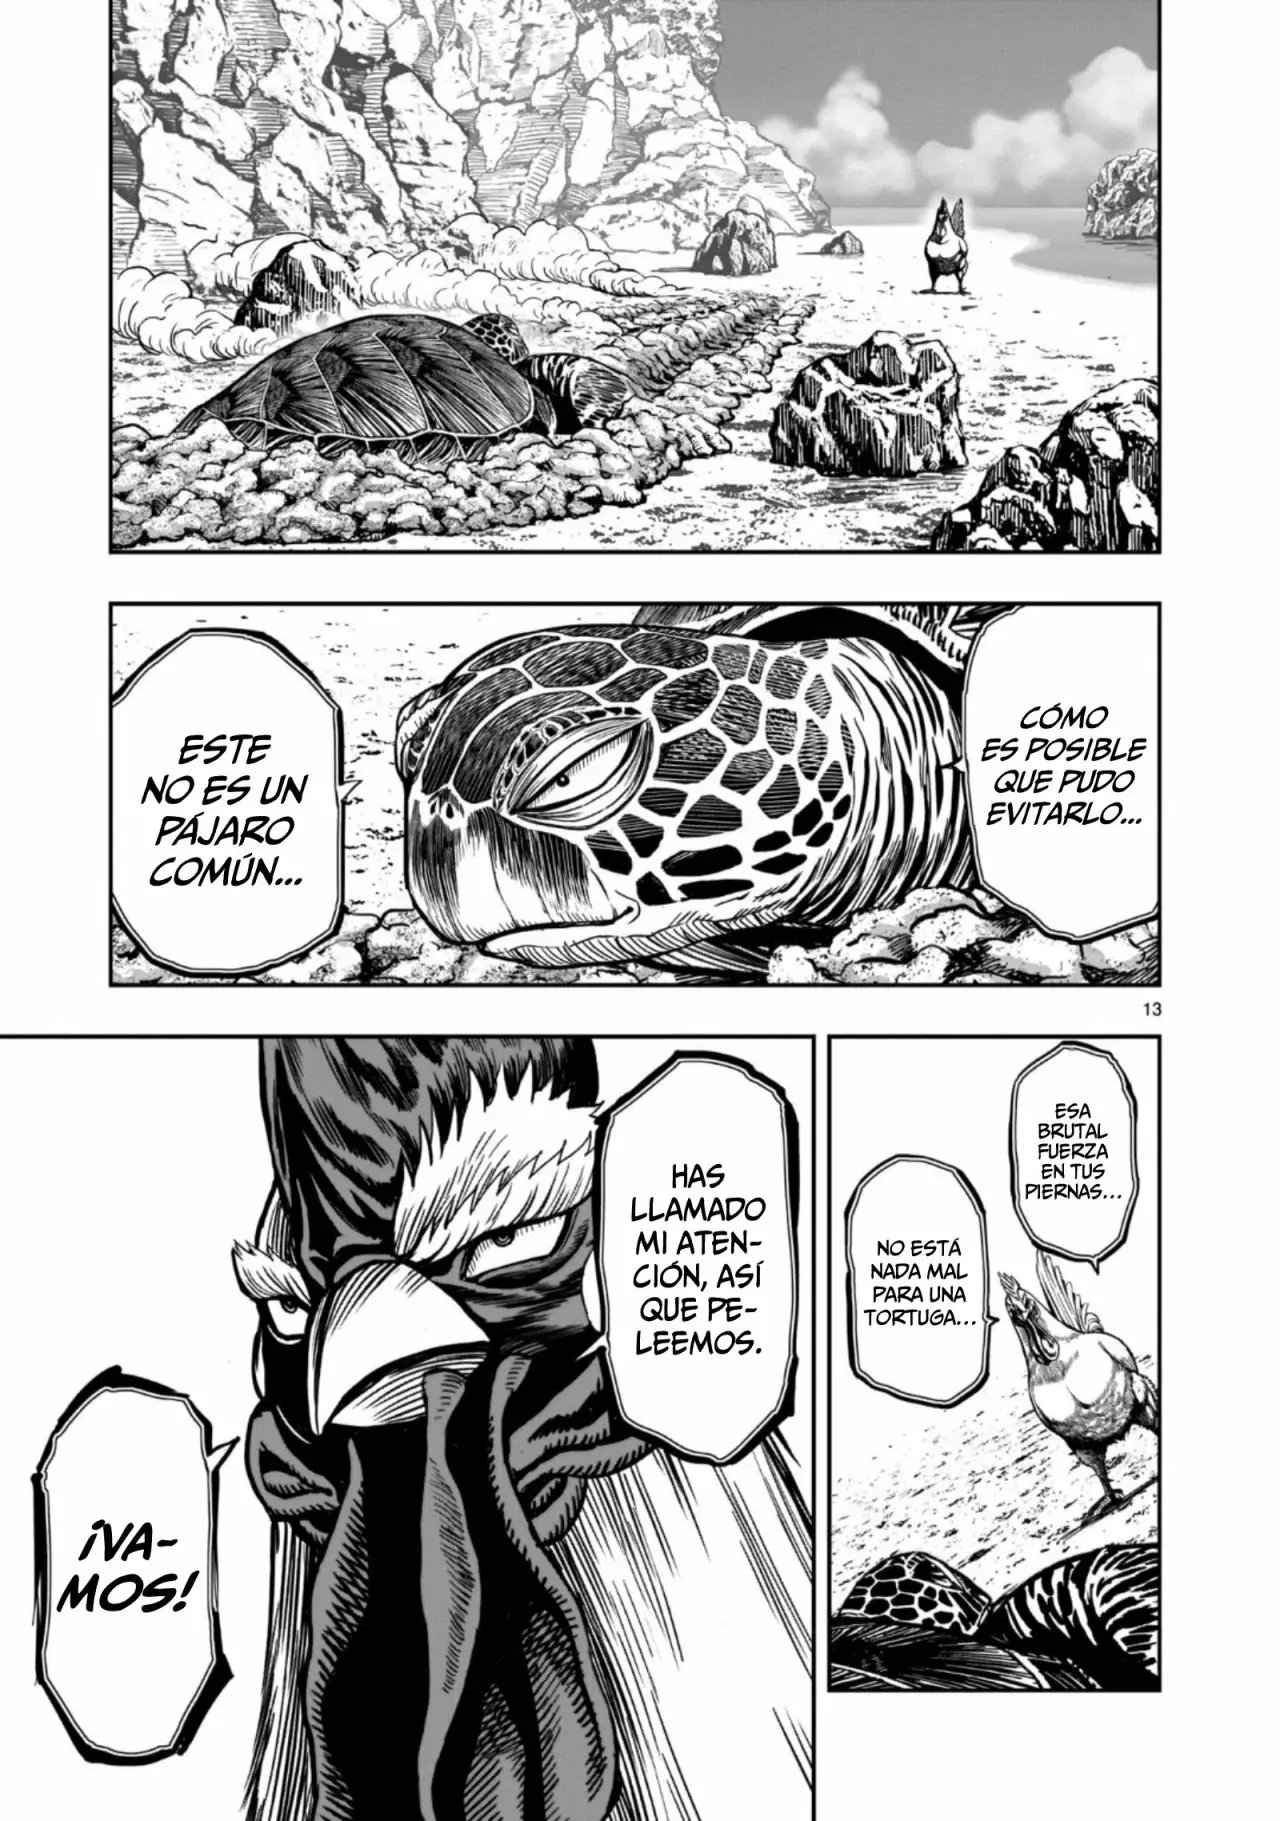 CÓMO
ES POSIBLE
QUE PUDO
EVITARLO...
ESTE
NO ES UN
PÁJARO
COMÚN...
13
ESA
BRUTAL
FUERZA
EN TUS
PIERNAS...
NO ESTÁ
NADA MAL
PARA UNA
TORTUGA...
HAS
LLAMADO
MI ATEN-
CIÓN, ASÍ
QUE PE-
LEEMOS.
¡VA-
MOS!